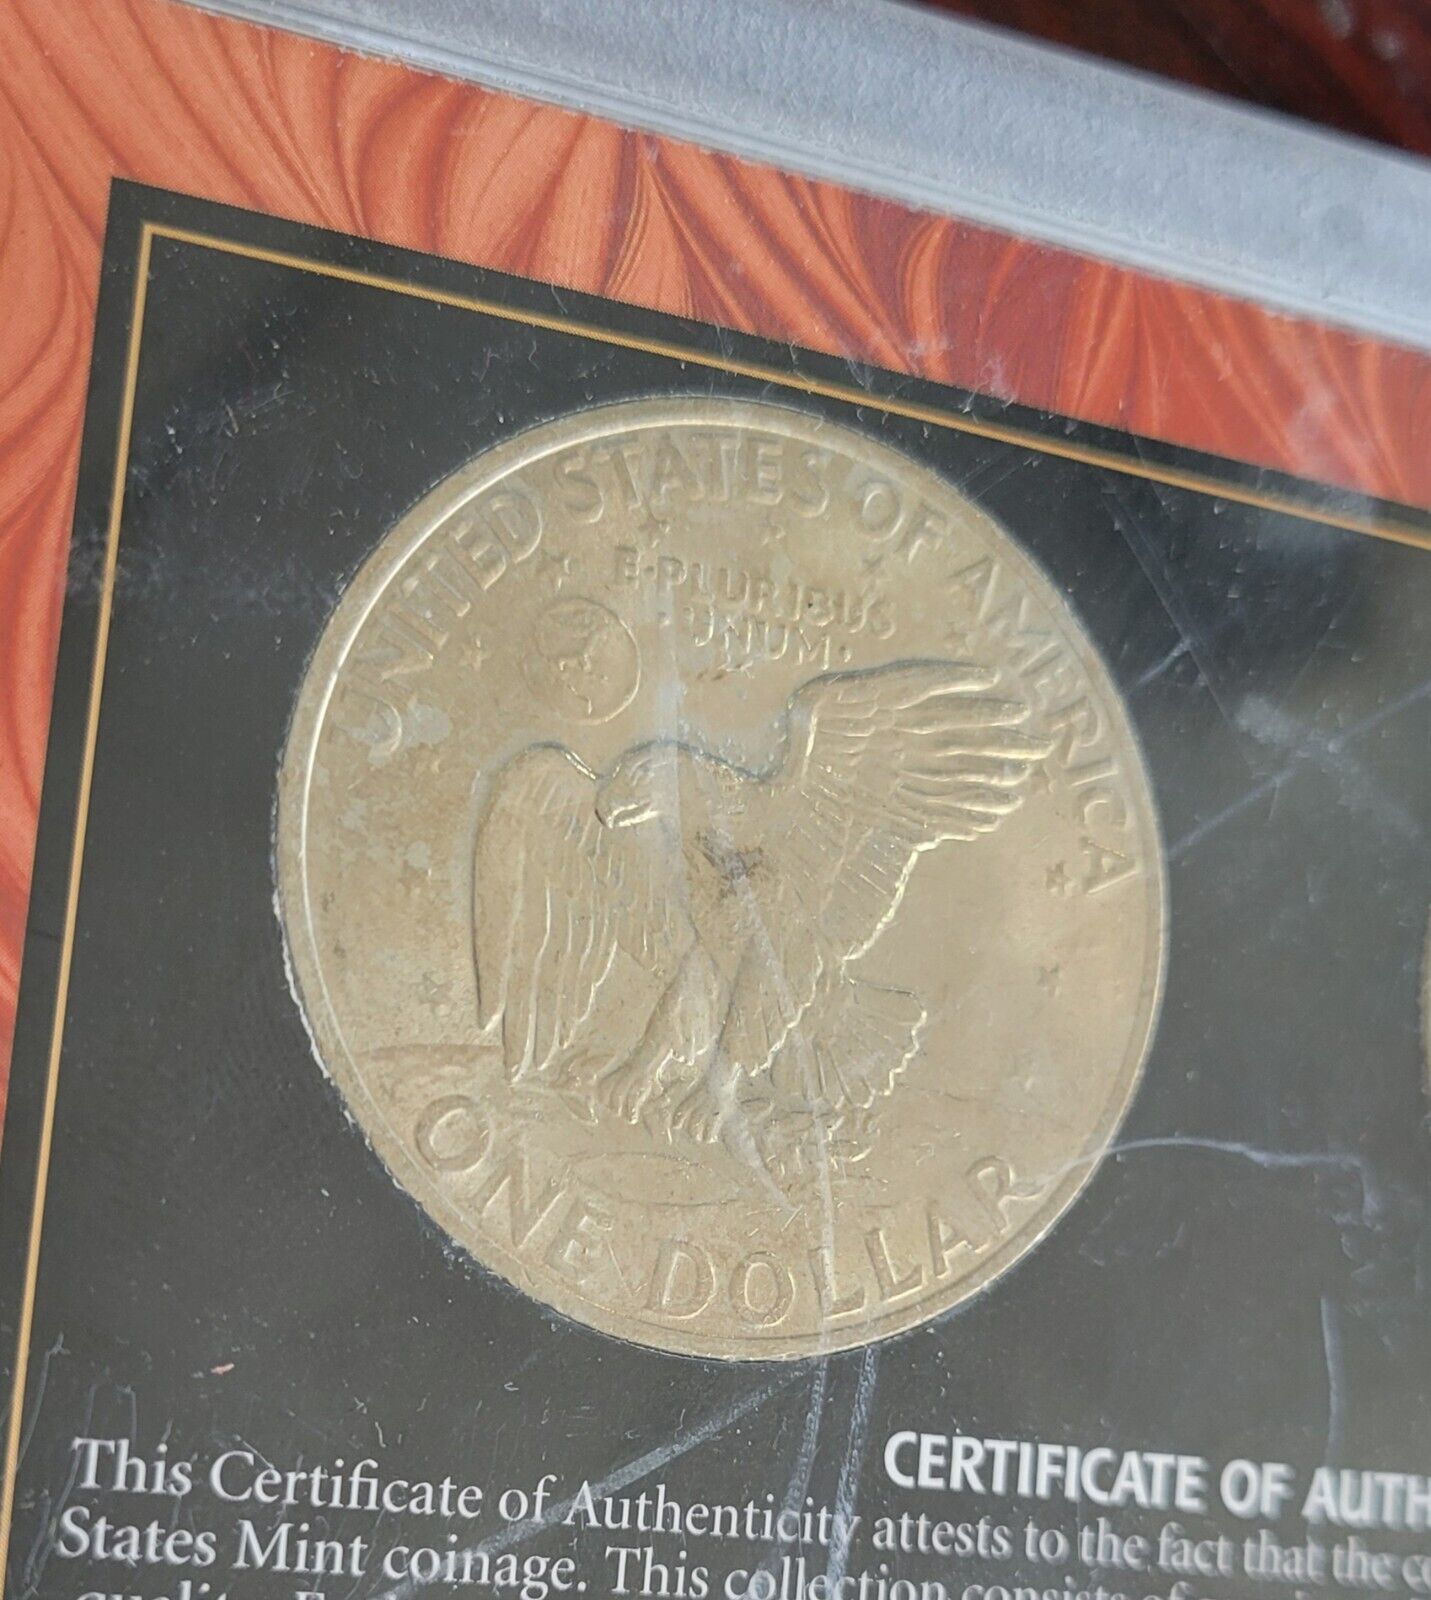 UNITED STATES OF AMERICA
E·PLURIBUS
·UNUM·
ONE DOLLAR
CERTIFICATE OF AUTH
This Certificate of Authenticity attests to the fact that the co
States Mint coinage. This collection consists of